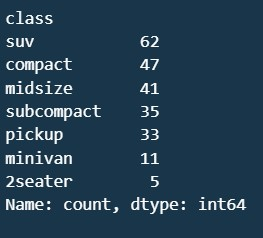 class
suv           62
compact       47
midsize       41
subcompact    35
pickup        33
minivan       11
2seater        5
Name: count, dtype: int64